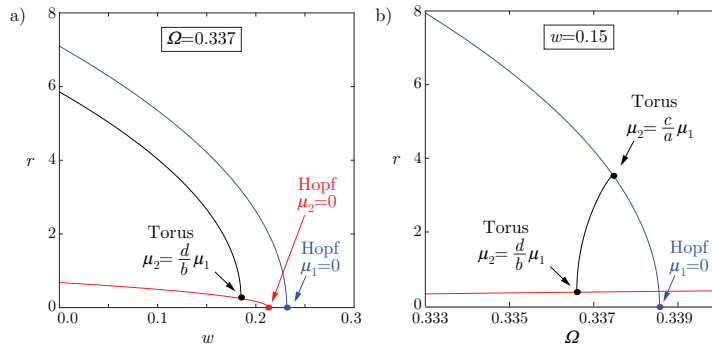 a)
Ω=0.337
8
6
4
2
0
r
0.0
0.1
0.2
0.3
w
Torus
μ₂= d/b μ₁
Hopf
μ₂=0
Hopf
μ₁=0
b)
w=0.15
8
6
4
2
0
r
0.333
0.335
0.337
0.339
Ω
Torus
μ₂= c/a μ₁
Torus
μ₂= d/b μ₁
Hopf
μ₁=0